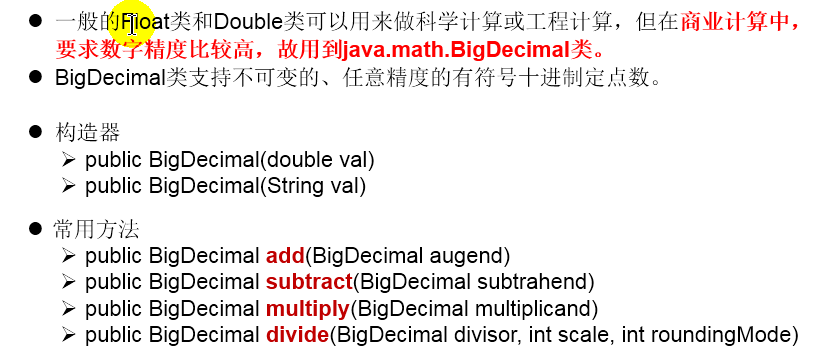 ● 一般的Float类和Double类可以用来做科学计算或工程计算，但在商业计算中，
要求数字精度比较高，故用到java.math.BigDecimal类。
● BigDecimal类支持不可变的、任意精度的有符号十进制定点数。
● 构造器
➢ public BigDecimal(double val)
➢ public BigDecimal(String val)
● 常用方法
➢ public BigDecimal add(BigDecimal augend)
➢ public BigDecimal subtract(BigDecimal subtrahend)
➢ public BigDecimal multiply(BigDecimal multiplicand)
➢ public BigDecimal divide(BigDecimal divisor, int scale, int roundingMode)